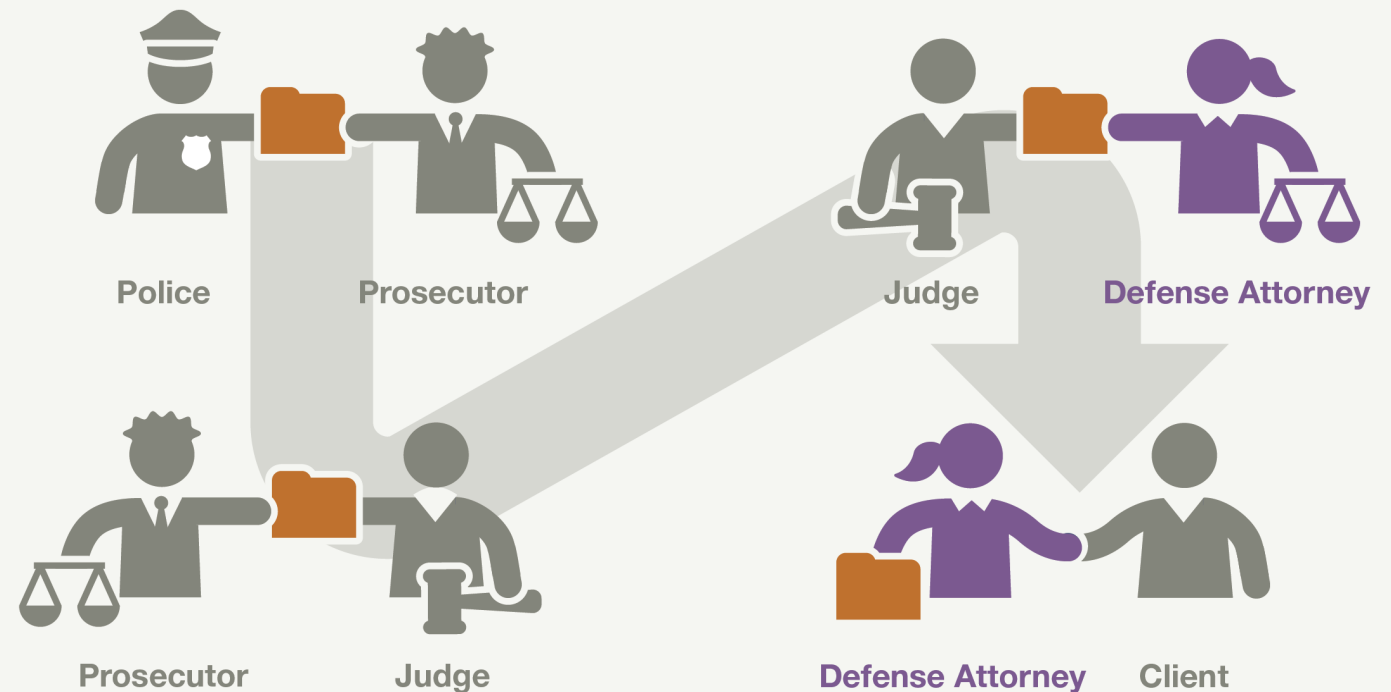 Police
Prosecutor
Judge
Defense Attorney
Prosecutor
Judge
Defense Attorney
Client